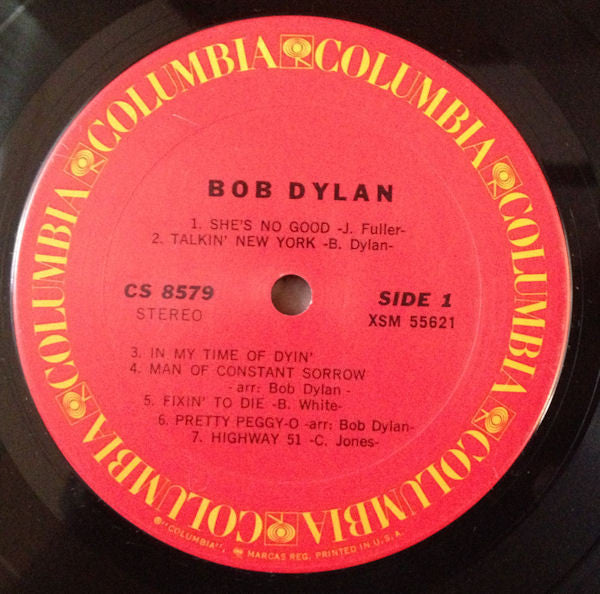 COLUMBIA COLUMBIA COLUMBIA COLUMBIA COLUMBIA COLUMBIA
BOB DYLAN
1. SHE'S NO GOOD -J. Fuller-
2. TALKIN' NEW YORK -B. Dylan-
CS 8579
STEREO
SIDE 1
XSM 55621
3. IN MY TIME OF DYIN'
4. MAN OF CONSTANT SORROW
-arr: Bob Dylan -
5. FIXIN' TO DIE -B. White-
6. PRETTY PEGGY-O -arr: Bob Dylan-
7. HIGHWAY 51 -C. Jones-
"COLUMBIA", MARCAS REG. PRINTED IN U.S.A.